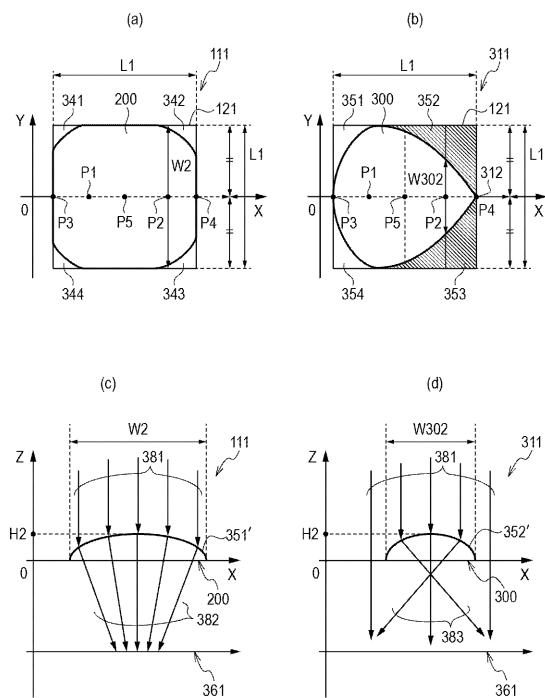 (a)
(b)
111
311
L1
L1
341
200
342
121
351
300
352
121
Y
Y
L1
L1
W2
W302
312
P1
P3
P5
P2
P4
P3
P1
P5
P2
P4
0
X
0
X
344
343
354
353
(c)
(d)
W2
111
W302
311
Z
381
Z
381
H2
351'
H2
352'
0
X
0
X
200
300
382
383
361
361